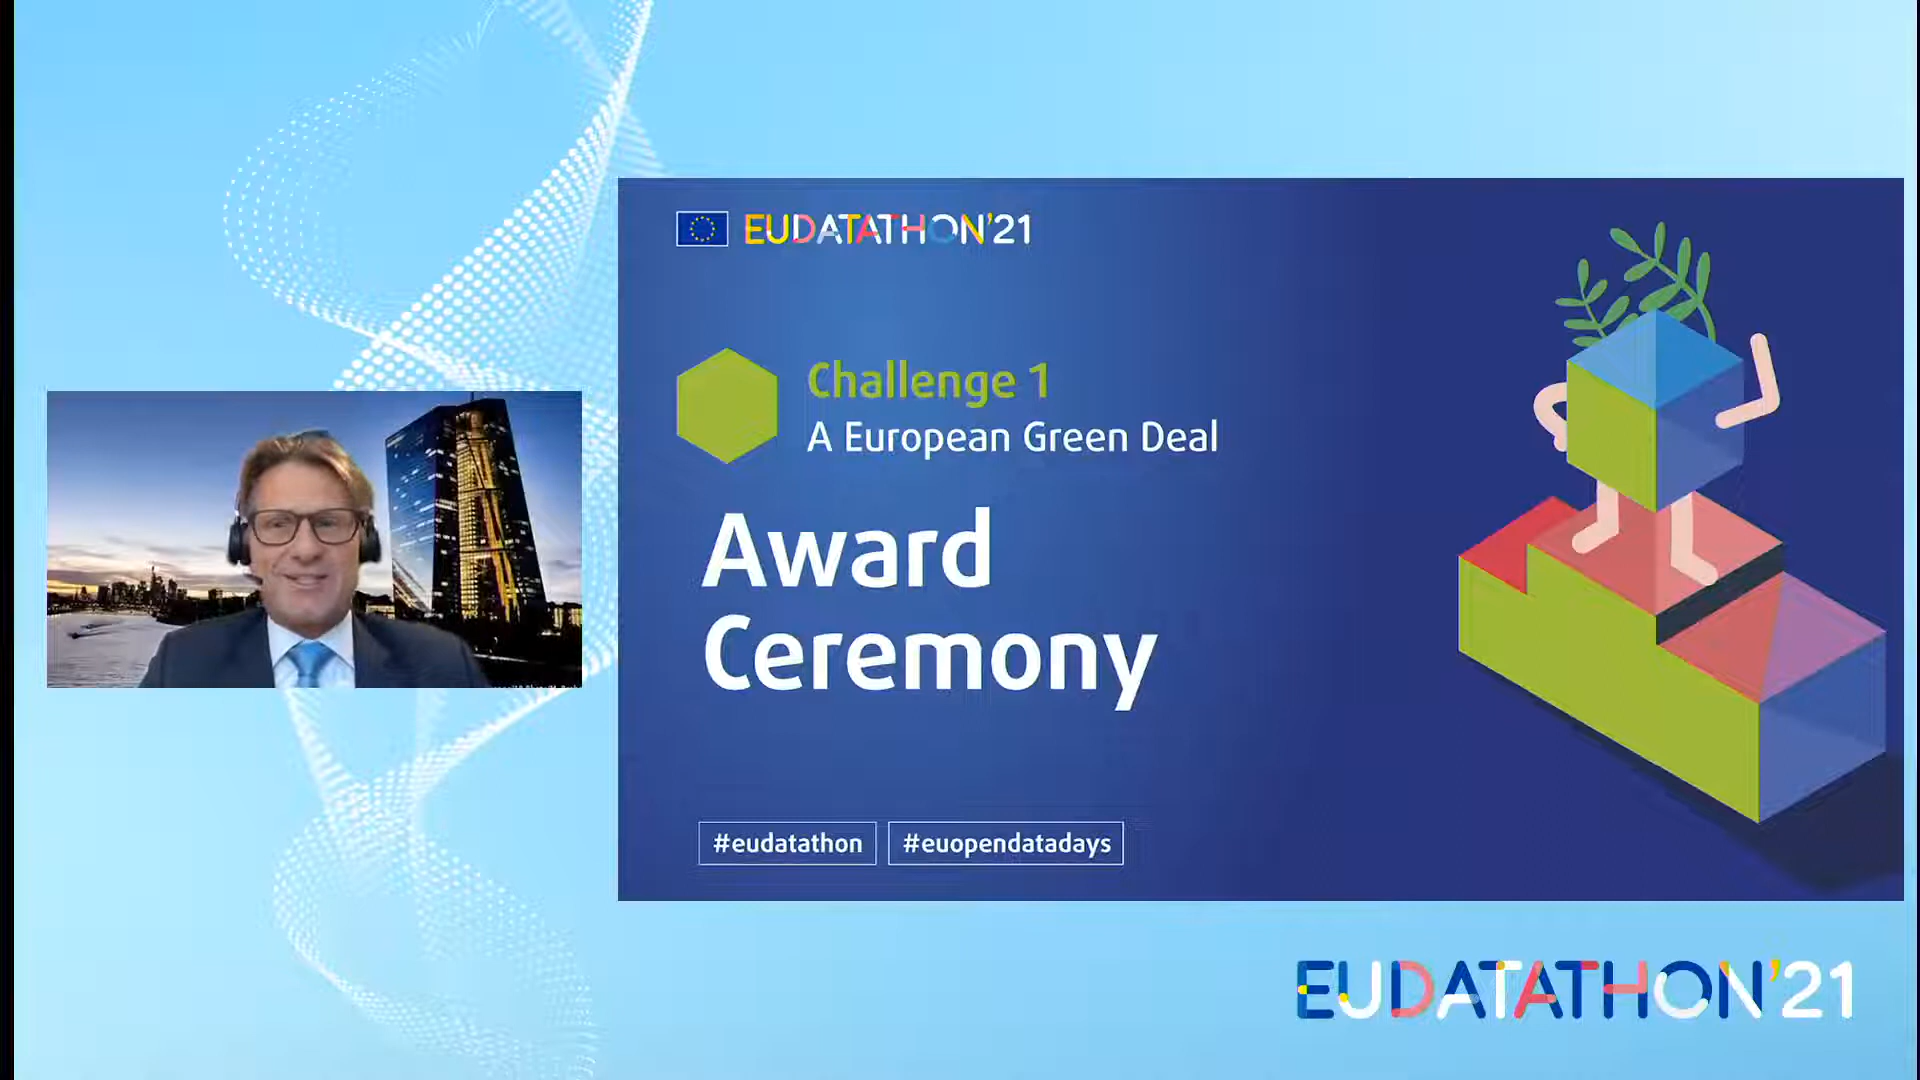 EUDATATHON'21
Challenge 1
A European Green Deal
Award
Ceremony
#eudatathon
#euopendatadays
EUDATATHON'21